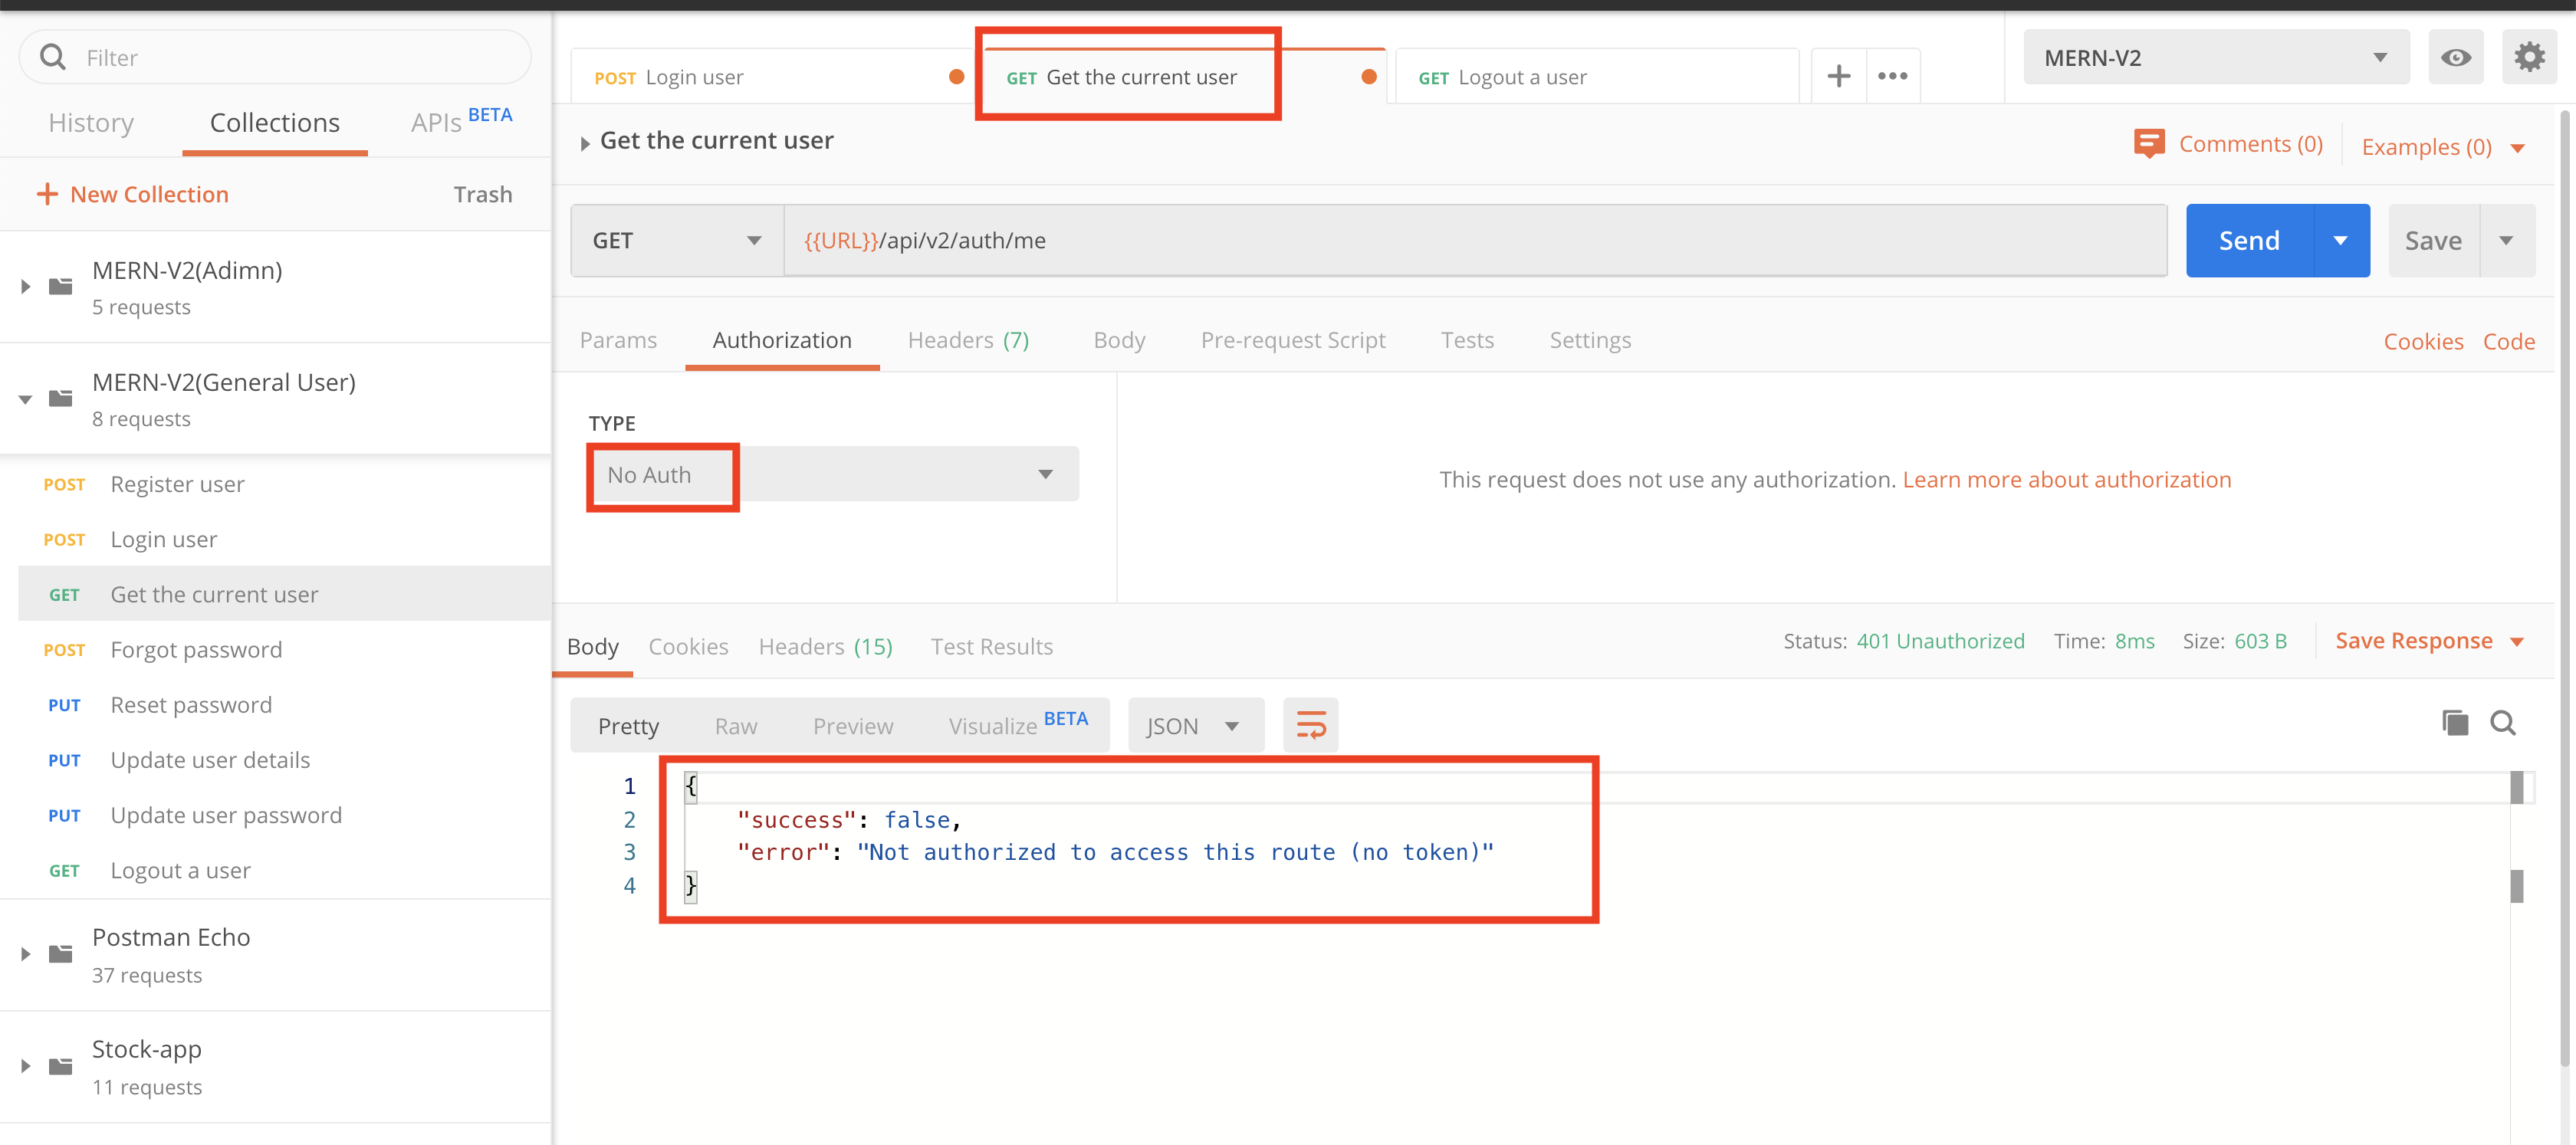 Filter
History
Collections
APIs BETA
+ New Collection
Trash
MERN-V2(Adimn)
5 requests
MERN-V2(General User)
8 requests
POST Register user
POST Login user
GET Get the current user
POST Forgot password
PUT Reset password
PUT Update user details
PUT Update user password
GET Logout a user
Postman Echo
37 requests
Stock-app
11 requests
POST Login user
GET Get the current user
GET Logout a user
MERN-V2
Get the current user
Comments (0)
Examples (0)
GET
{{URL}}/api/v2/auth/me
Send
Save
Params
Authorization
Headers (7)
Body
Pre-request Script
Tests
Settings
Cookies
Code
TYPE
No Auth
This request does not use any authorization. Learn more about authorization
Body
Cookies
Headers (15)
Test Results
Status: 401 Unauthorized
Time: 8ms
Size: 603 B
Save Response
Pretty
Raw
Preview
Visualize BETA
JSON
1 {
2 "success": false,
3 "error": "Not authorized to access this route (no token)"
4 }